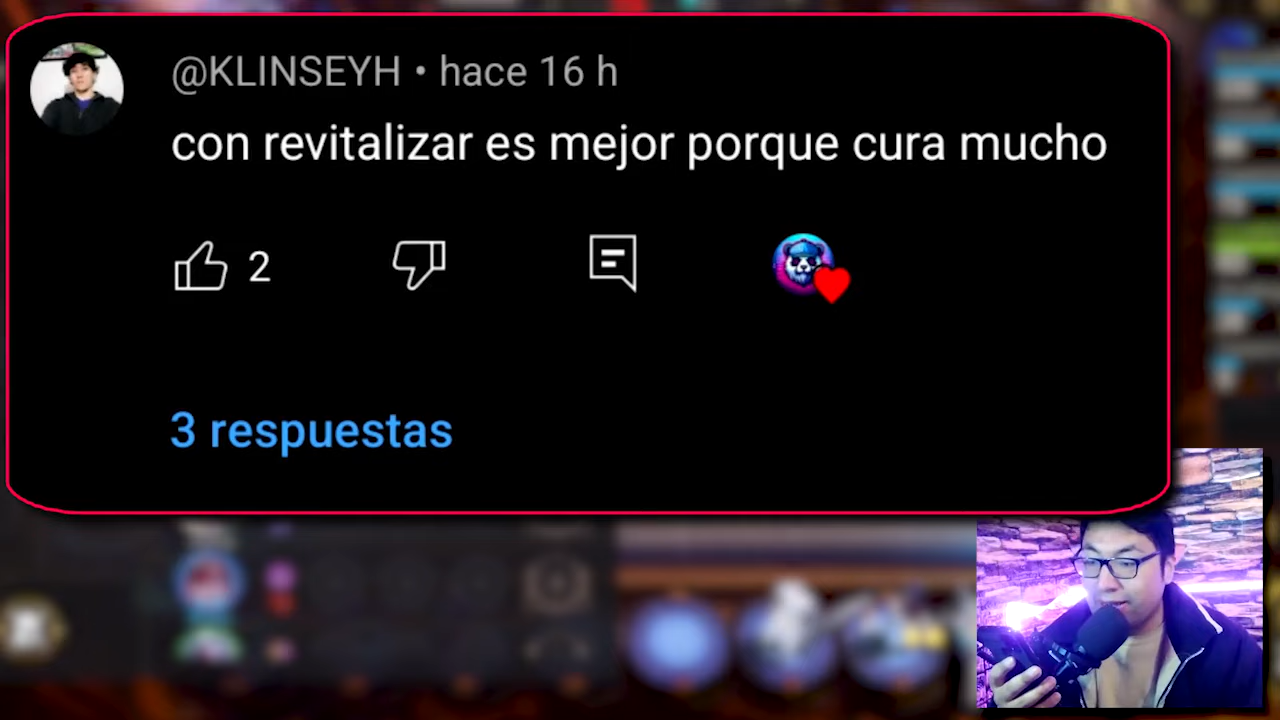 @KLINSEYH • hace 16 h
con revitalizar es mejor porque cura mucho
2
3 respuestas